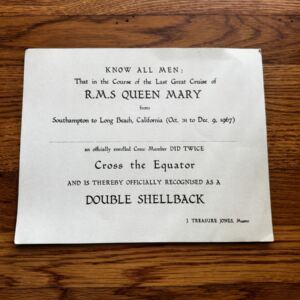 KNOW ALL MEN:
That in the Course of the Last Great Cruise of
R.M.S QUEEN MARY
from
Southampton to Long Beach, California (Oct. 31 to Dec. 9, 1967)
an officially enrolled Crew Member DID TWICE
Cross the Equator
AND IS THEREBY OFFICIALLY RECOGNISED AS A
DOUBLE SHELLBACK
J. TREASURE JONES, Master